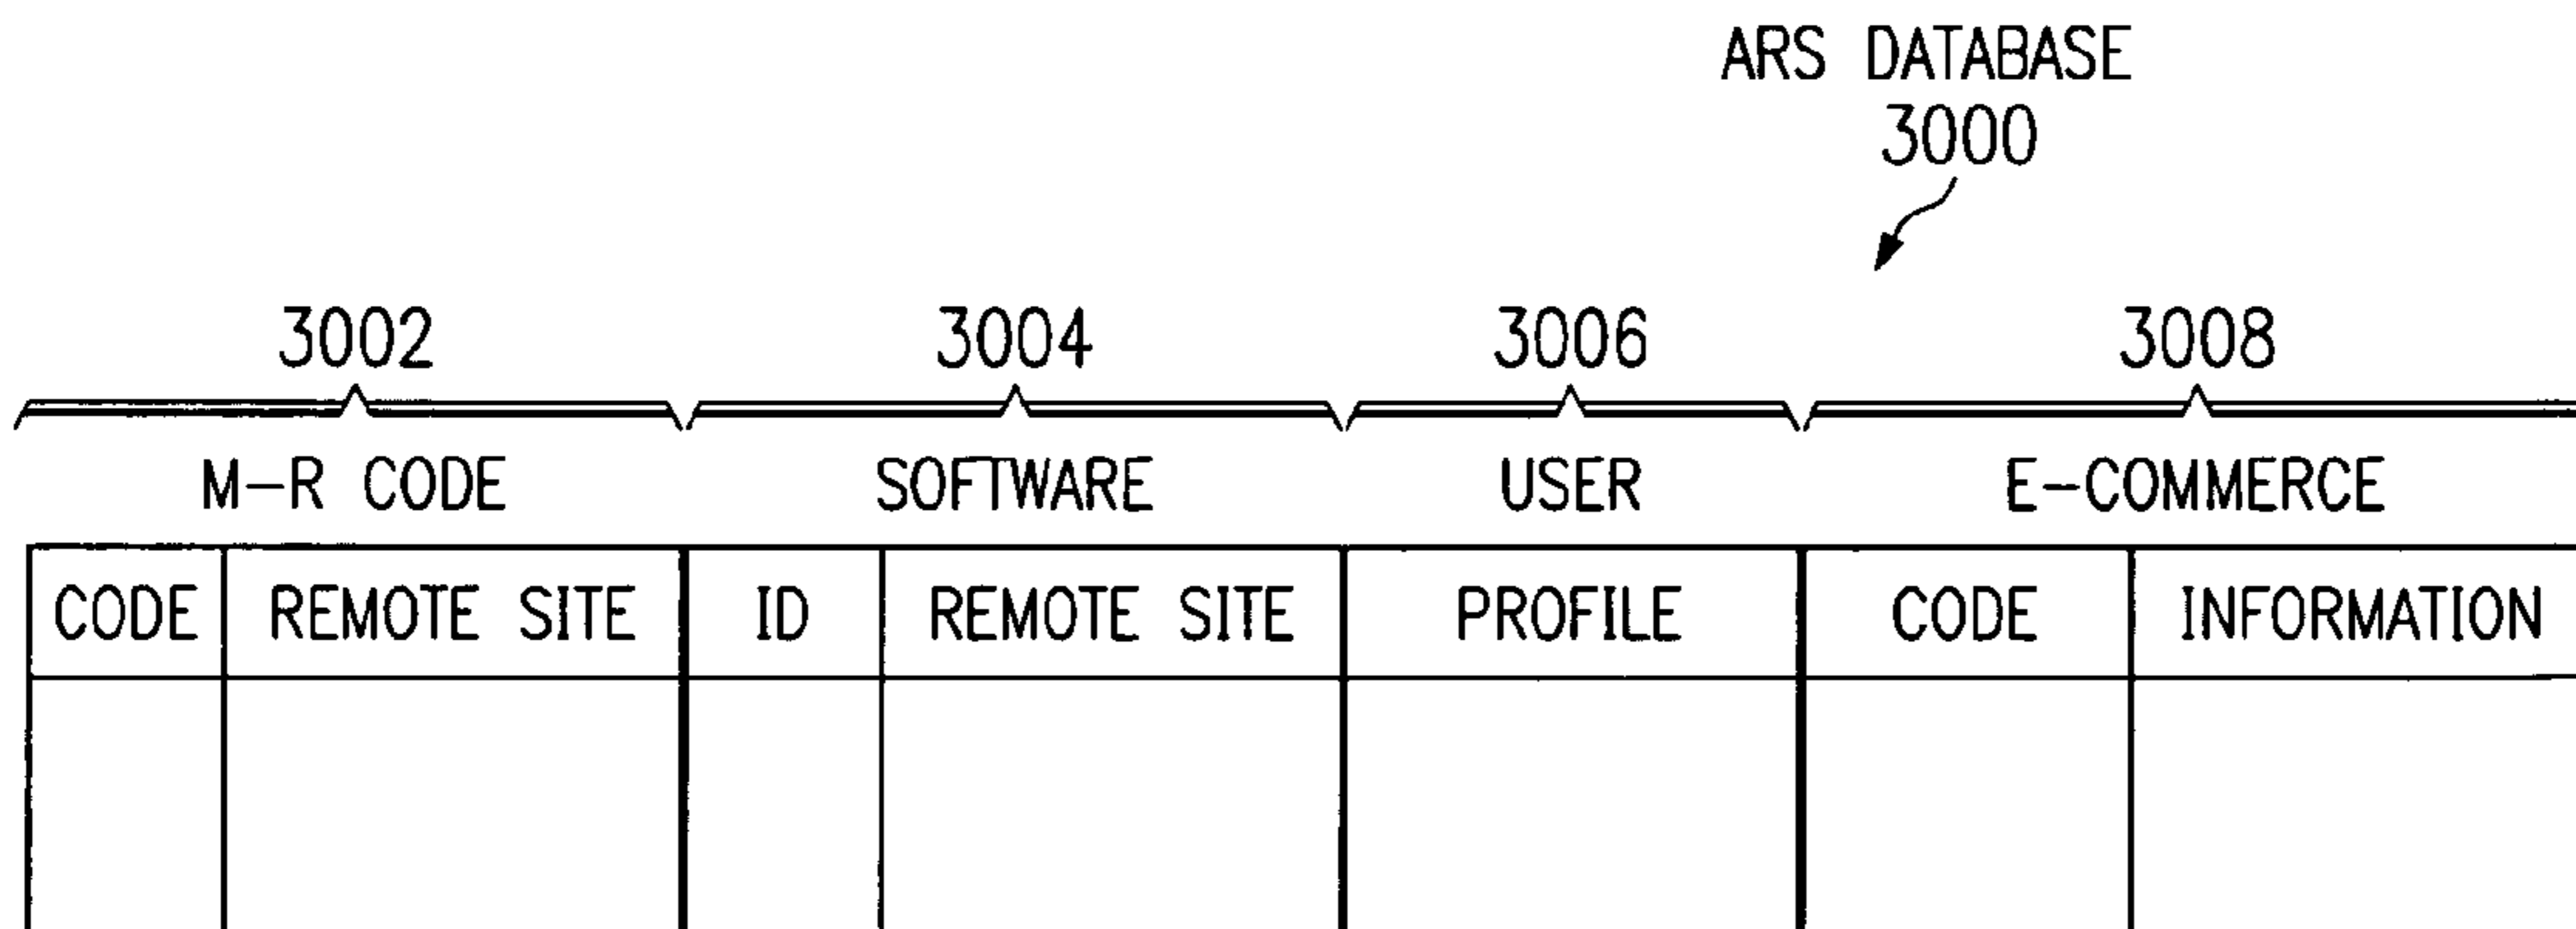 ARS DATABASE
3000
3002 3004 3006 3008
M-R CODE SOFTWARE USER E-COMMERCE
CODE REMOTE SITE ID REMOTE SITE PROFILE CODE INFORMATION